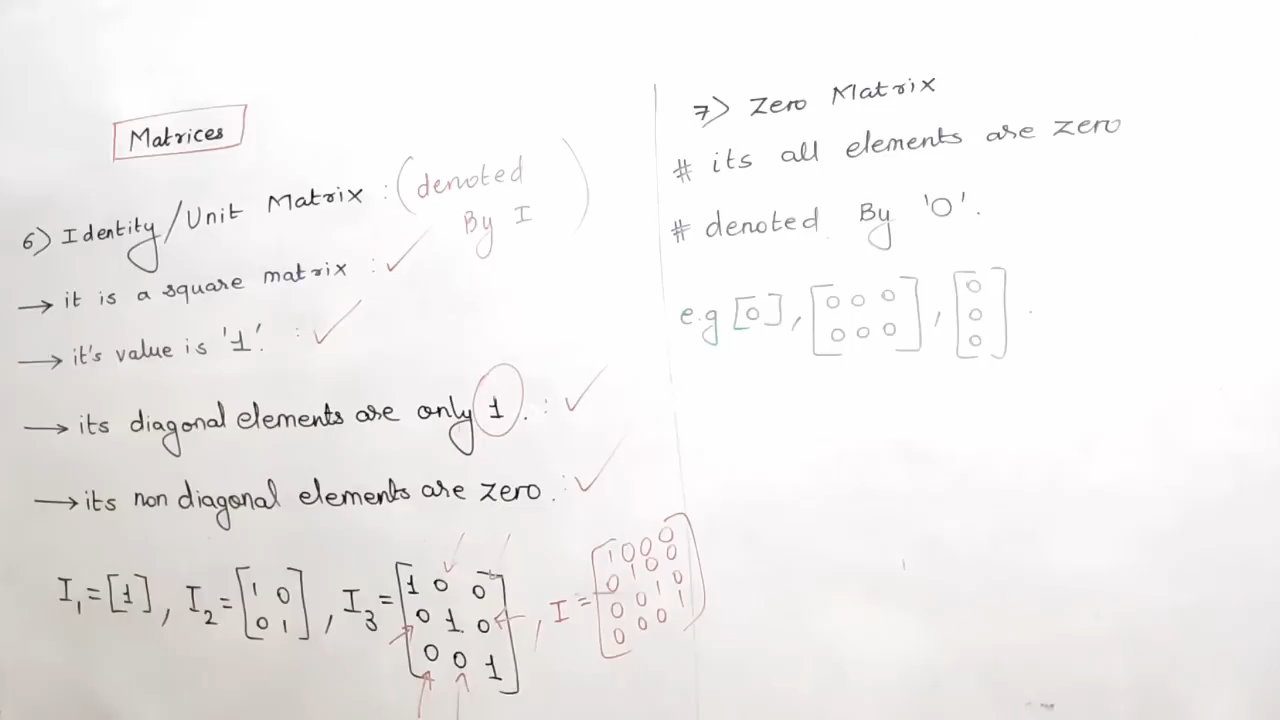 Matrices
6) Identity/Unit Matrix : (denoted
By I)
→ it is a square matrix : ✓
→ it's value is '1'. : ✓
→ its diagonal elements are only 1. : ✓
→ its non diagonal elements are zero. : ✓
I₁ = [1], I₂ = [1 0
0 1], I₃ = [1 0 0
0 1 0
0 0 1], I = [1 0 0 0
0 1 0 0
0 0 1 0
0 0 0 1]
7) Zero Matrix
# its all elements are zero
# denoted By 'O'.
e.g [0], [0 0 0
0 0 0], [0
0
0].